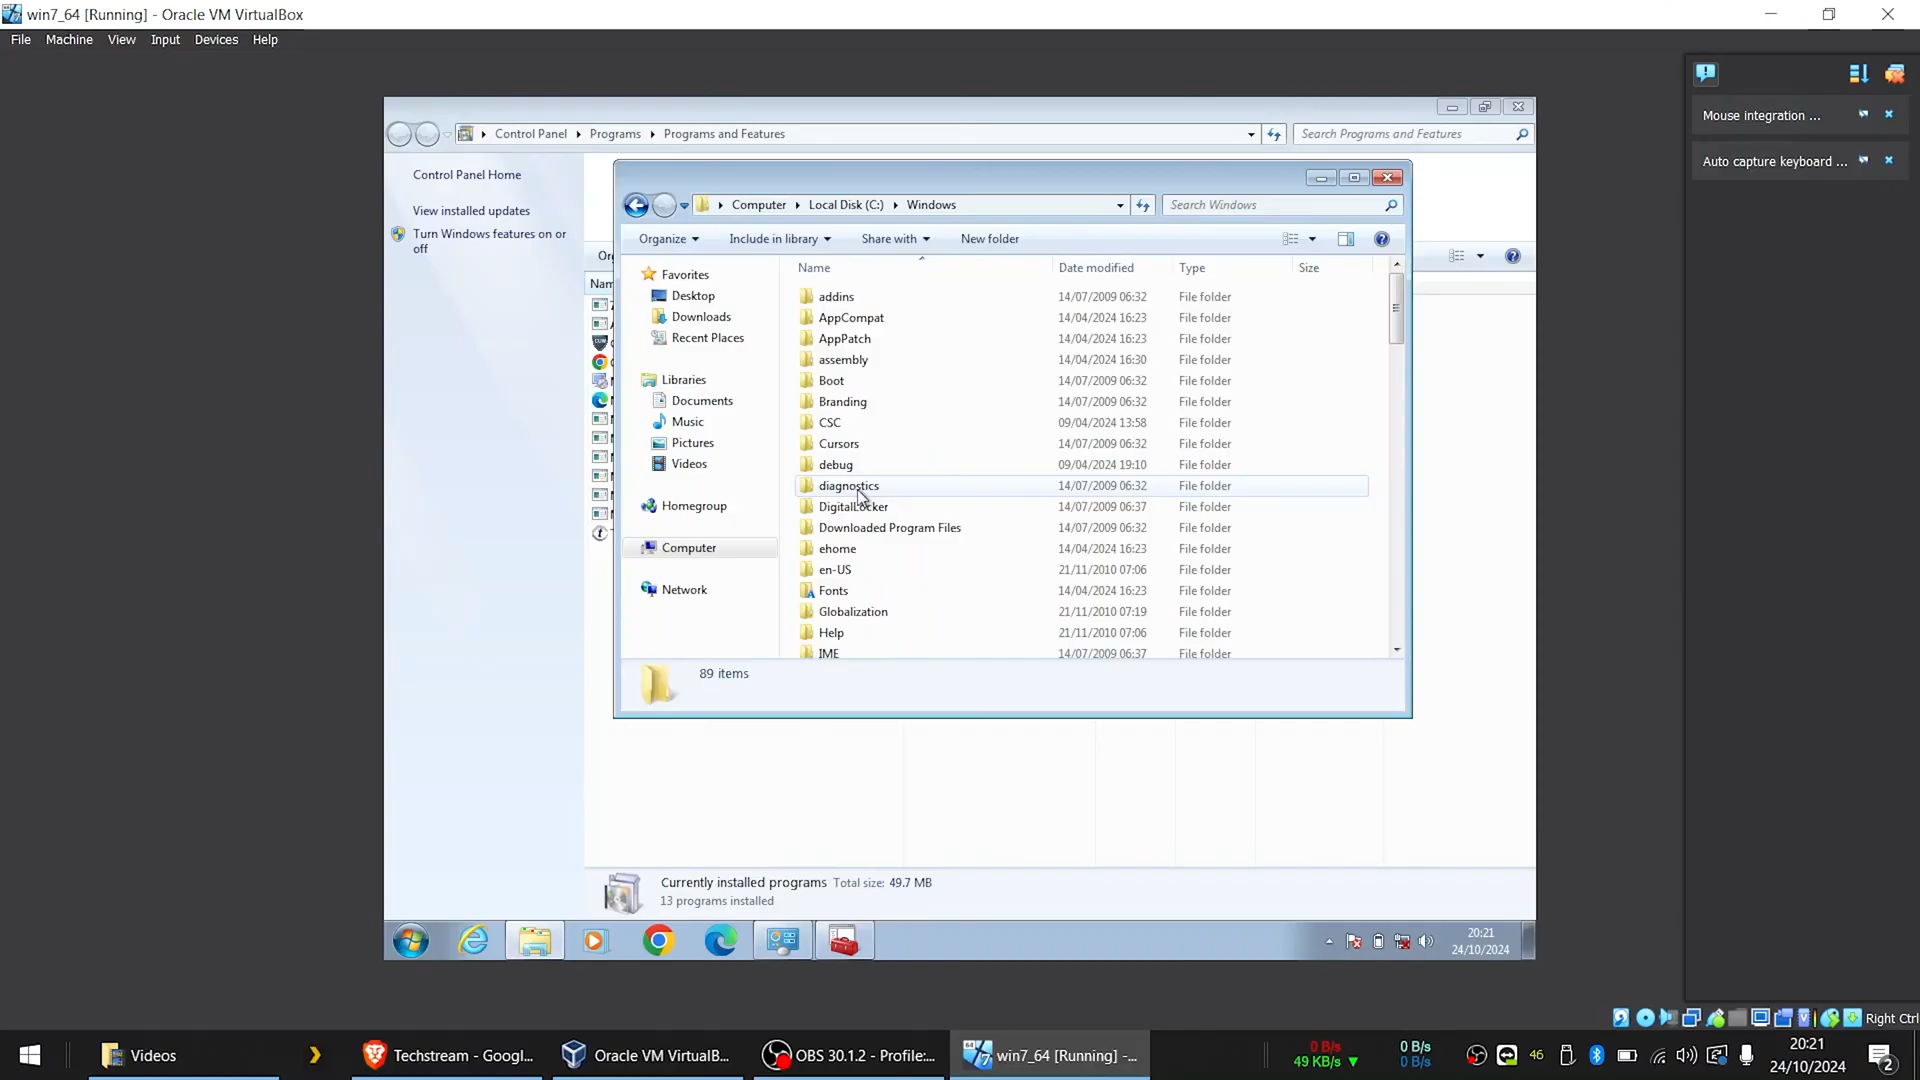 win7_64 [Running] - Oracle VM VirtualBox
File Machine View Input Devices Help
Mouse integration ...
Auto capture keyboard ...
Control Panel Programs Programs and Features
Search Programs and Features
Control Panel Home
View installed updates
Turn Windows features on or
off
Computer Local Disk (C:) Windows
Search Windows
Organize Include in library Share with New folder
Favorites
Desktop
Downloads
Recent Places
Libraries
Documents
Music
Pictures
Videos
Homegroup
Computer
Network
Name Date modified Type Size
addins 14/07/2009 06:32 File folder
AppCompat 14/04/2024 16:23 File folder
AppPatch 14/04/2024 16:23 File folder
assembly 14/04/2024 16:30 File folder
Boot 14/07/2009 06:32 File folder
Branding 14/07/2009 06:32 File folder
CSC 09/04/2024 13:58 File folder
Cursors 14/07/2009 06:32 File folder
debug 09/04/2024 19:10 File folder
diagnostics 14/07/2009 06:32 File folder
DigitalLocker 14/07/2009 06:37 File folder
Downloaded Program Files 14/07/2009 06:32 File folder
ehome 14/04/2024 16:23 File folder
en-US 21/11/2010 07:06 File folder
Fonts 14/04/2024 16:23 File folder
Globalization 21/11/2010 07:19 File folder
Help 21/11/2010 07:06 File folder
IME 14/07/2009 06:37 File folder
89 items
Currently installed programs Total size: 49.7 MB
13 programs installed
20:21
24/10/2024
Right Ctrl
Videos
Techstream - Googl...
Oracle VM VirtualB...
OBS 30.1.2 - Profile:...
win7_64 [Running] -...
0 B/s
49 KB/s
0 B/s
0 B/s
46
20:21
24/10/2024
2